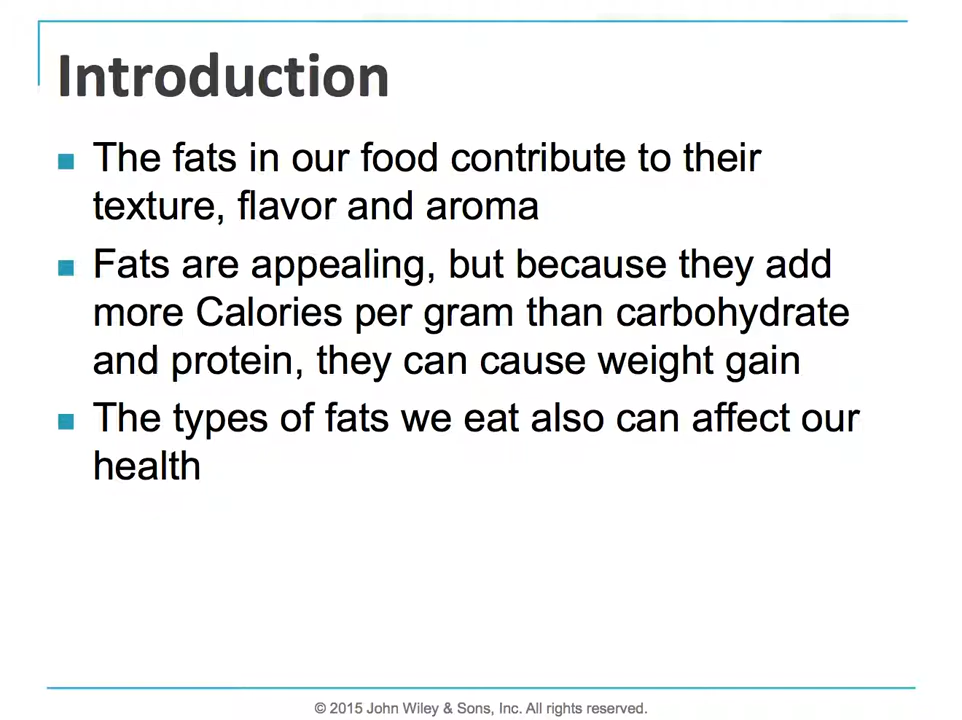 Introduction
The fats in our food contribute to their
texture, flavor and aroma
Fats are appealing, but because they add
more Calories per gram than carbohydrate
and protein, they can cause weight gain
The types of fats we eat also can affect our
health
© 2015 John Wiley & Sons, Inc. All rights reserved.